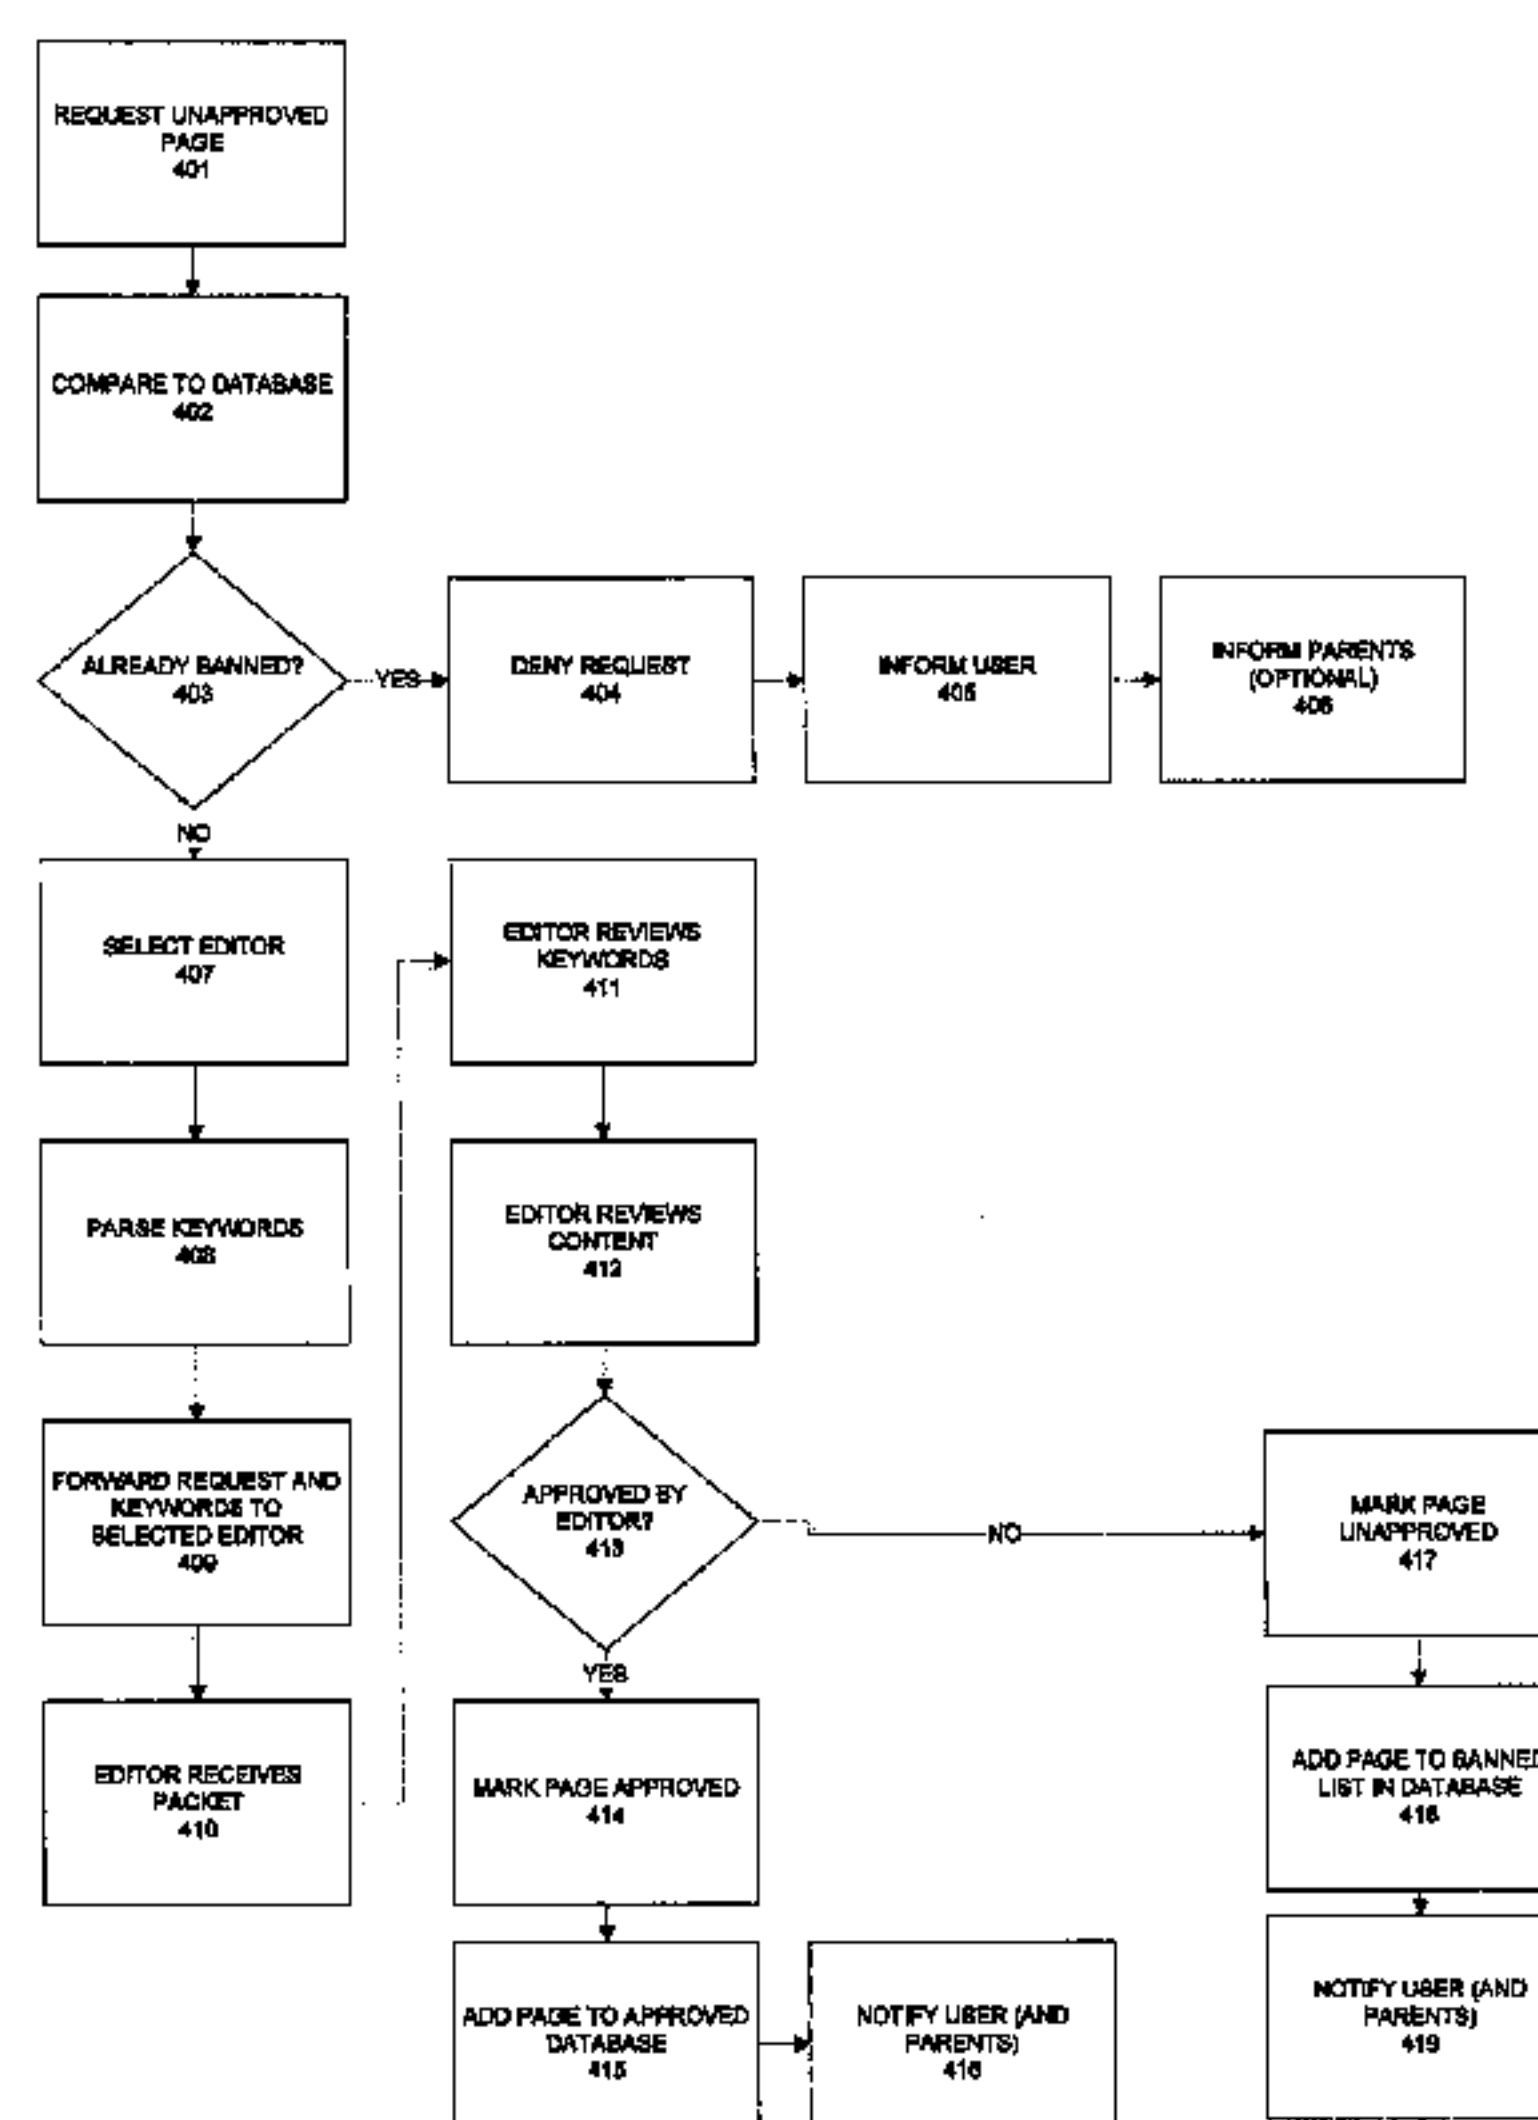 REQUEST UNAPPROVED
PAGE
401
COMPARE TO DATABASE
402
ALREADY BANNED?
403
YES
DENY REQUEST
404
INFORM USER
405
INFORM PARENTS
(OPTIONAL)
406
NO
SELECT EDITOR
407
EDITOR REVIEWS
KEYWORDS
411
PARSE KEYWORDS
408
EDITOR REVIEWS
CONTENT
412
FORWARD REQUEST AND
KEYWORDS TO
SELECTED EDITOR
409
APPROVED BY
EDITOR?
413
NO
MARK PAGE
UNAPPROVED
417
YES
EDITOR RECEIVES
PACKET
410
MARK PAGE APPROVED
414
ADD PAGE TO BANNED
LIST IN DATABASE
418
ADD PAGE TO APPROVED
DATABASE
415
NOTIFY USER (AND
PARENTS)
416
NOTIFY USER (AND
PARENTS)
419